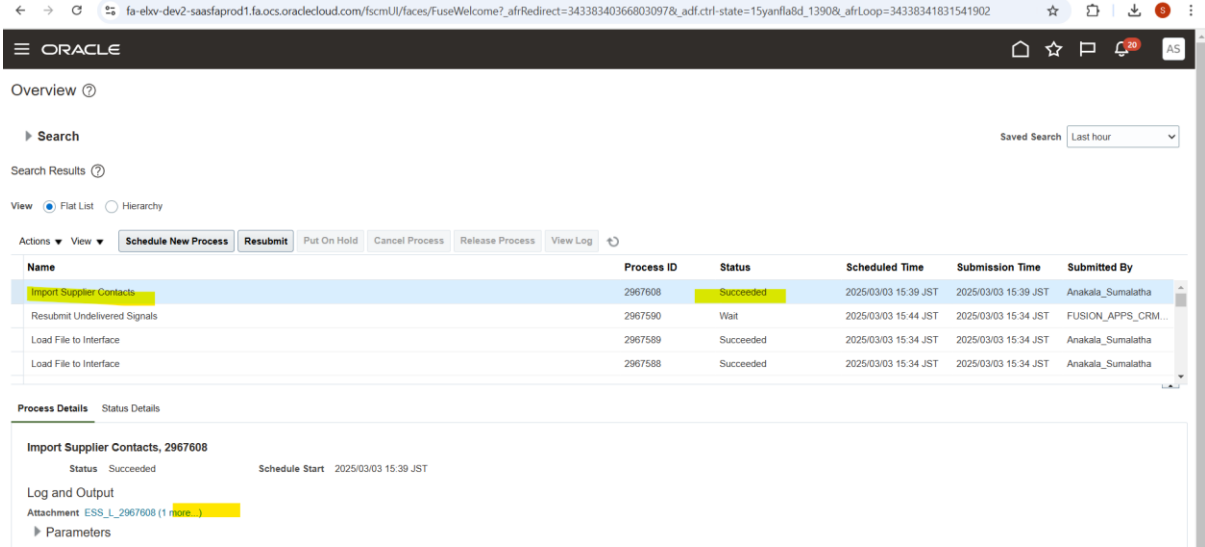 fa-elxv-dev2-saasfaprod1.fa.ocs.oraclecloud.com/fscmUI/faces/FuseWelcome?_afrRedirect=343383403668030978&_adf.ctrl-state=15yanfla8d_1390&_afrLoop=34338341831541902 S
ORACLE 20 AS
Overview ?
Search Saved Search Last hour
Search Results ?
View Flat List Hierarchy
Actions View Schedule New Process Resubmit Put On Hold Cancel Process Release Process View Log
Name Process ID Status Scheduled Time Submission Time Submitted By
Import Supplier Contacts 2967608 Succeeded 2025/03/03 15:39 JST 2025/03/03 15:39 JST Anakala_Sumalatha
Resubmit Undelivered Signals 2967590 Wait 2025/03/03 15:44 JST 2025/03/03 15:34 JST FUSION_APPS_CRM...
Load File to Interface 2967589 Succeeded 2025/03/03 15:34 JST 2025/03/03 15:34 JST Anakala_Sumalatha
Load File to Interface 2967588 Succeeded 2025/03/03 15:34 JST 2025/03/03 15:34 JST Anakala_Sumalatha
Process Details Status Details
Import Supplier Contacts, 2967608
Status Succeeded Schedule Start 2025/03/03 15:39 JST
Log and Output
Attachment ESS_L_2967608 (1 more...)
Parameters